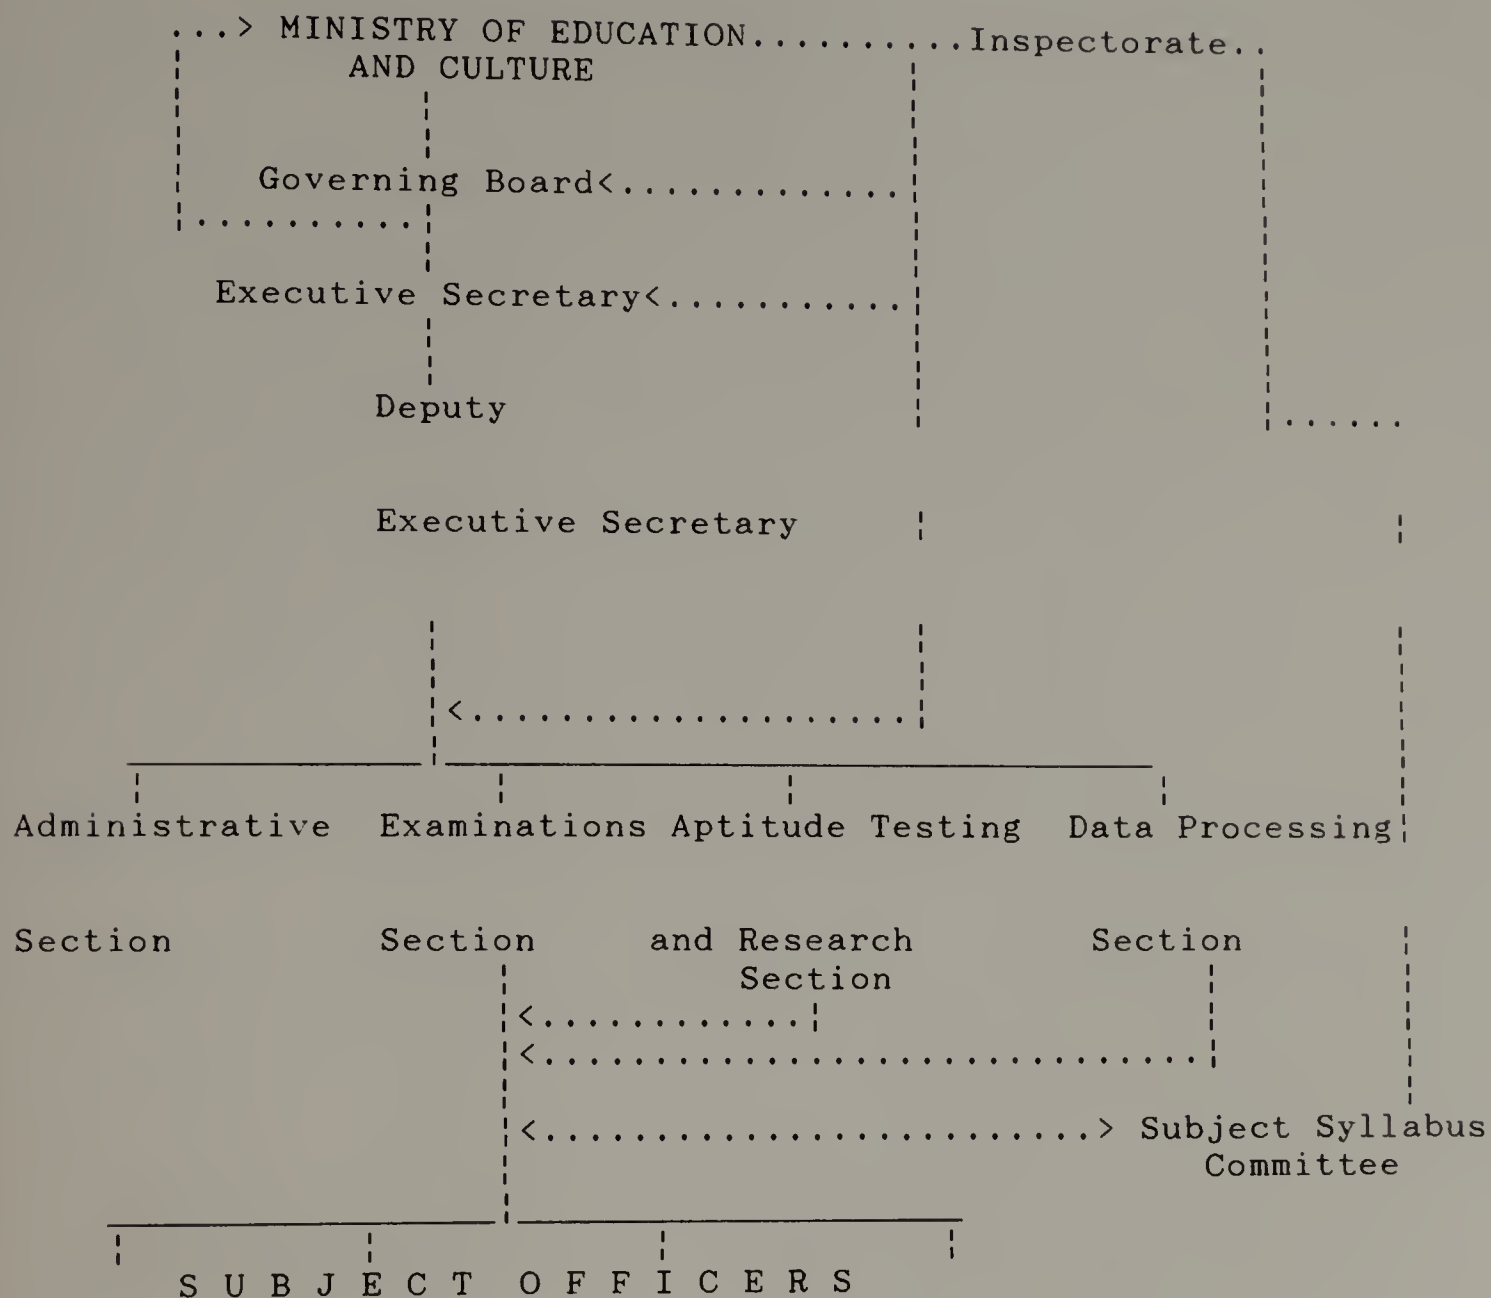 ...> MINISTRY OF EDUCATION..........Inspectorate..
AND CULTURE
Governing Board<.............
..........
Executive Secretary<...........
Deputy
......
Executive Secretary
<....................
Administrative Examinations Aptitude Testing Data Processing
Section Section and Research Section
Section
<............
<..............................
<.........................> Subject Syllabus
Committee
S U B J E C T O F F I C E R S